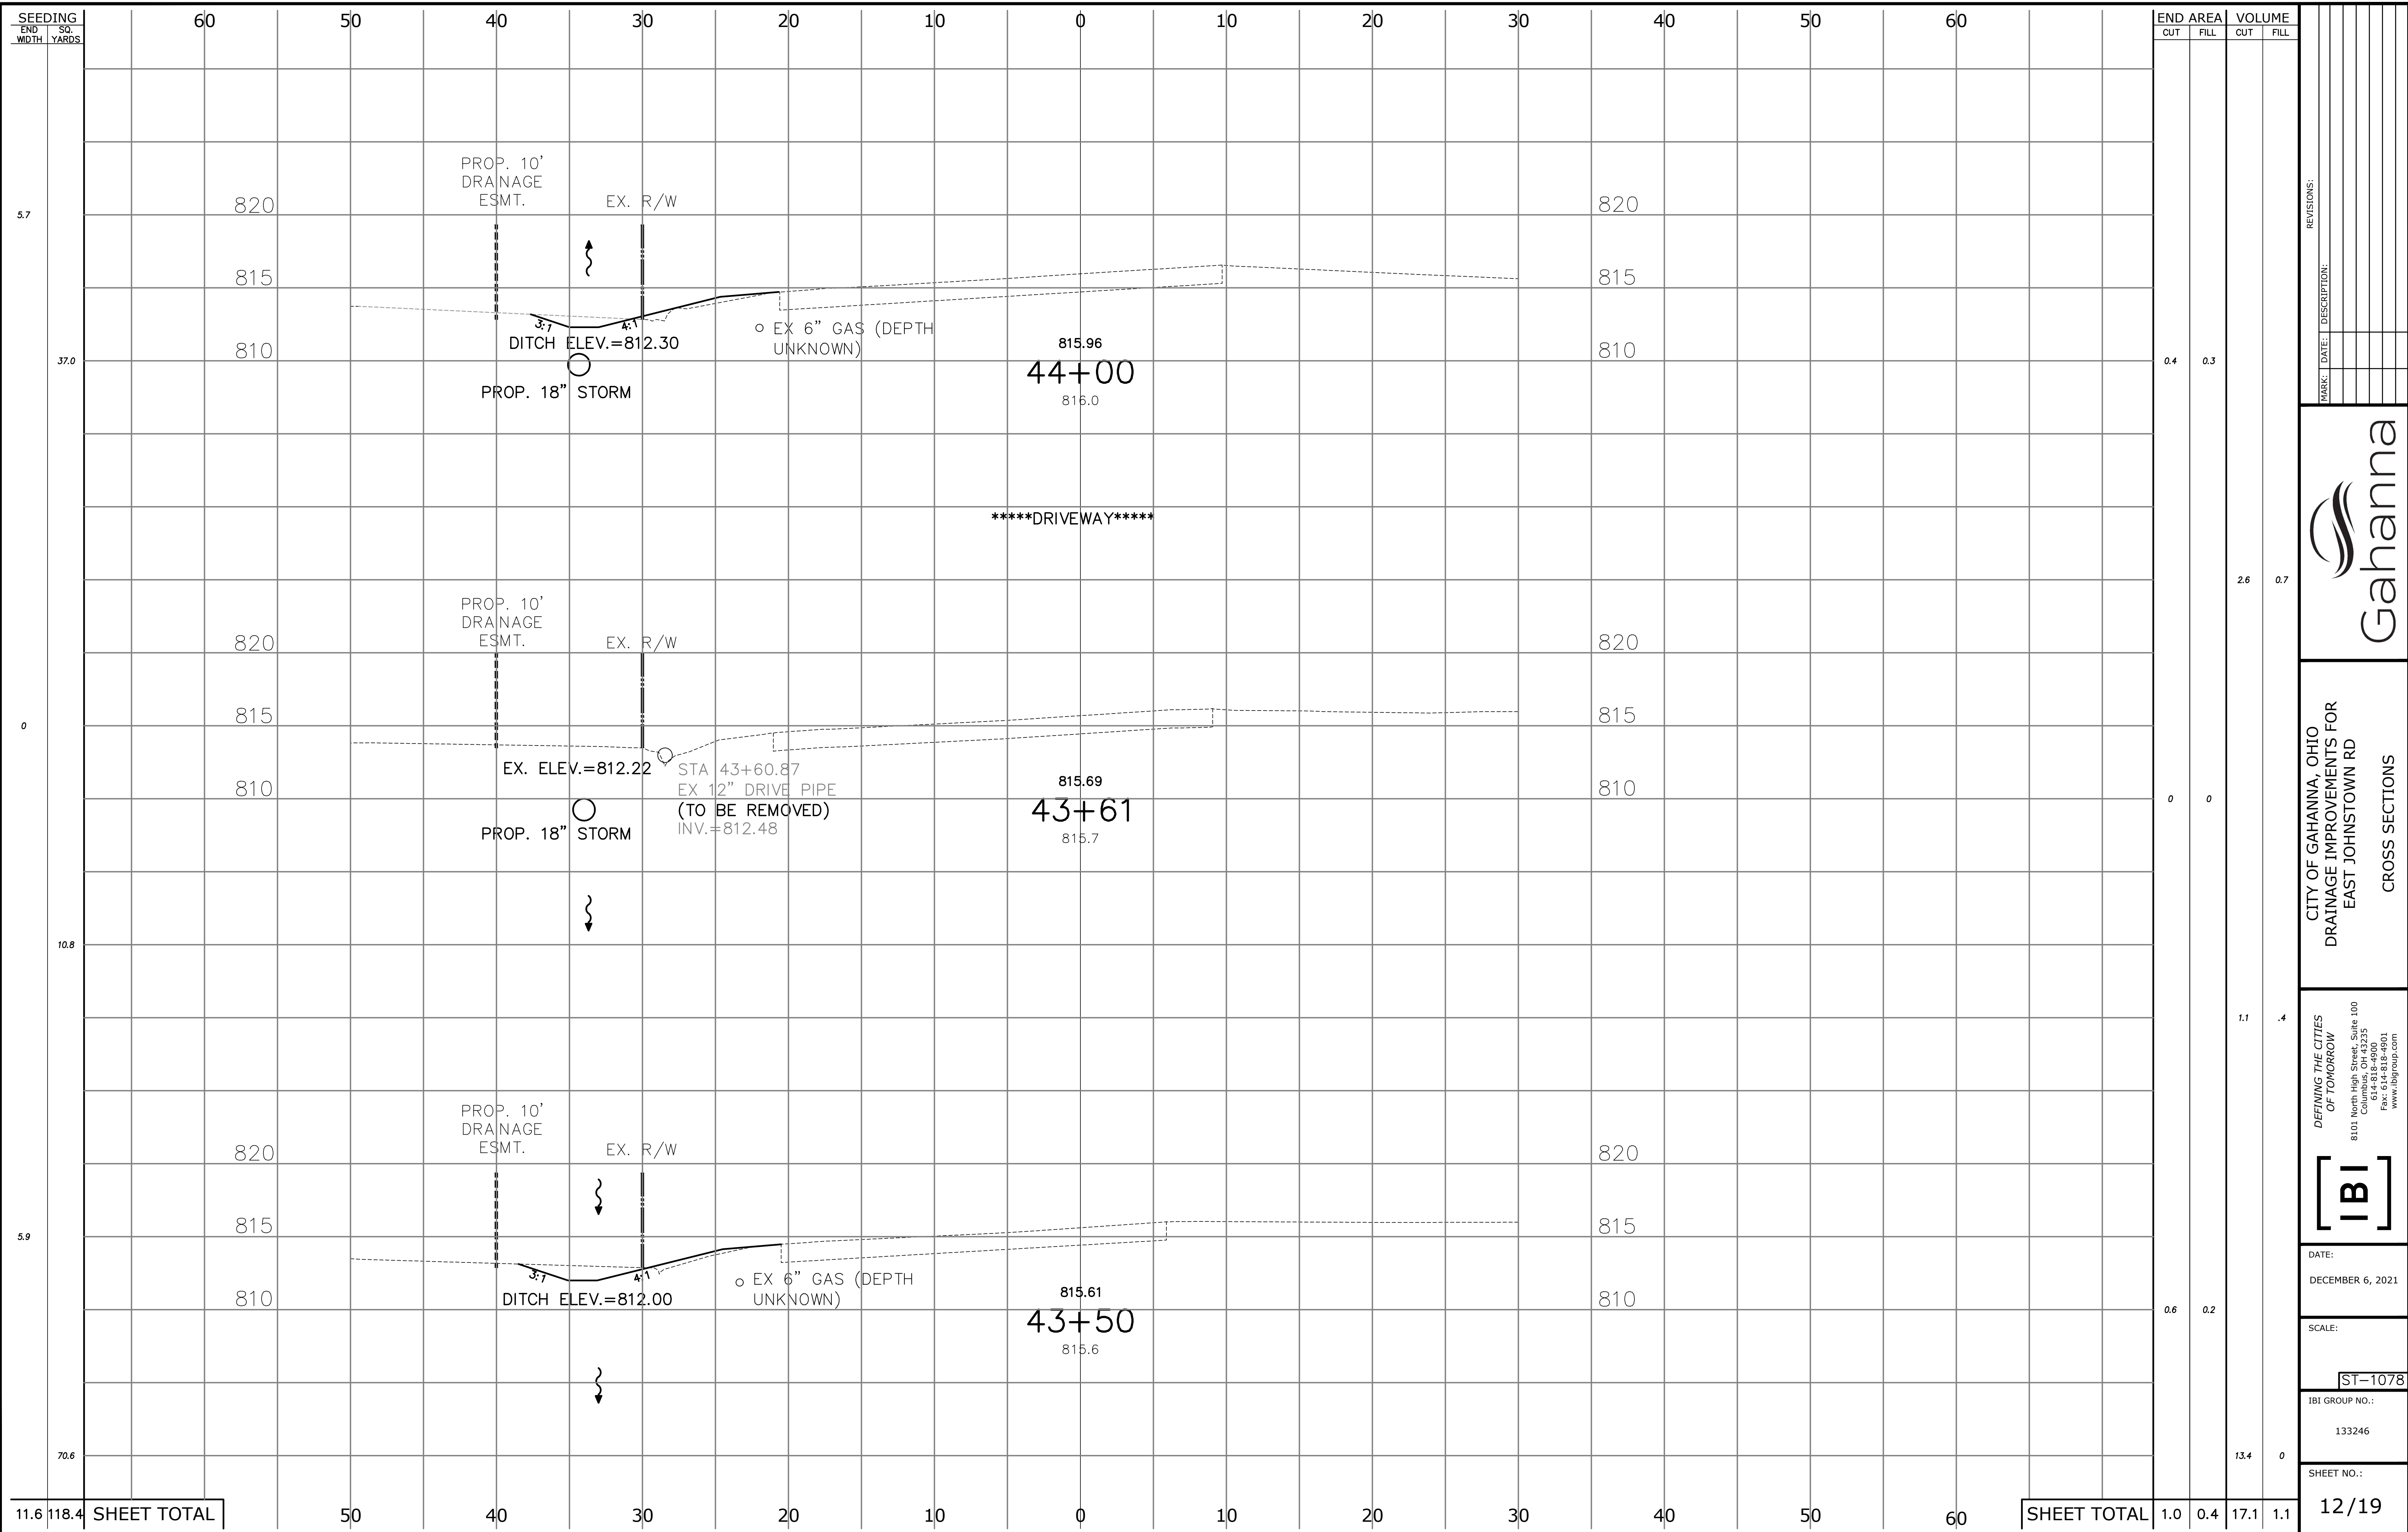 SEEDING
END WIDTH SQ. YARDS
60 50 40 30 20 10 0 10 20 30 40 50 60
END AREA VOLUME
CUT FILL CUT FILL
PROP. 10'
DRAINAGE
ESMT.
EX. R/W
5.7
820
820
815
815
3:1
4:1
DITCH ELEV.=812.30
EX 6" GAS (DEPTH
UNKNOWN)
37.0
810
810
0.4 0.3
PROP. 18" STORM
815.96
44+00
816.0
*****DRIVEWAY*****
2.6 0.7
PROP. 10'
DRAINAGE
ESMT.
EX. R/W
820
820
0
815
815
EX. ELEV.=812.22
STA 43+60.87
EX 12" DRIVE PIPE
(TO BE REMOVED)
INV.=812.48
810
810
0 0
PROP. 18" STORM
815.69
43+61
815.7
10.8
1.1 .4
PROP. 10'
DRAINAGE
ESMT.
EX. R/W
820
820
5.9
815
815
3:1
4:1
DITCH ELEV.=812.00
EX 6" GAS (DEPTH
UNKNOWN)
810
810
0.6 0.2
815.61
43+50
815.6
70.6
13.4 0
11.6 118.4 SHEET TOTAL
50 40 30 20 10 0 10 20 30 40 50 60
SHEET TOTAL 1.0 0.4 17.1 1.1
REVISIONS:
MARK: DATE: DESCRIPTION:
Gahanna
CITY OF GAHANNA, OHIO
DRAINAGE IMPROVEMENTS FOR
EAST JOHNSTOWN RD
CROSS SECTIONS
DEFINING THE CITIES
OF TOMORROW
8101 North High Street, Suite 100
Columbus, OH 43235
614-818-4900
Fax: 614-818-4901
www.ibigroup.com
IBI
DATE:
DECEMBER 6, 2021
SCALE:
ST-1078
IBI GROUP NO.:
133246
SHEET NO.:
12/19